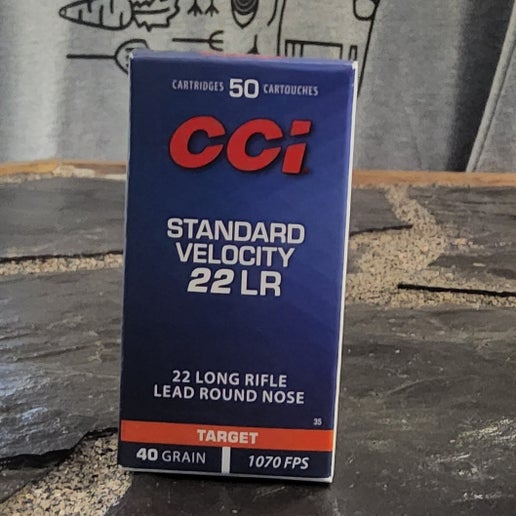 CARTRIDGES 50 CARTOUCHES
CCi
STANDARD
VELOCITY
22 LR
22 LONG RIFLE
LEAD ROUND NOSE
35
TARGET
40 GRAIN
1070 FPS